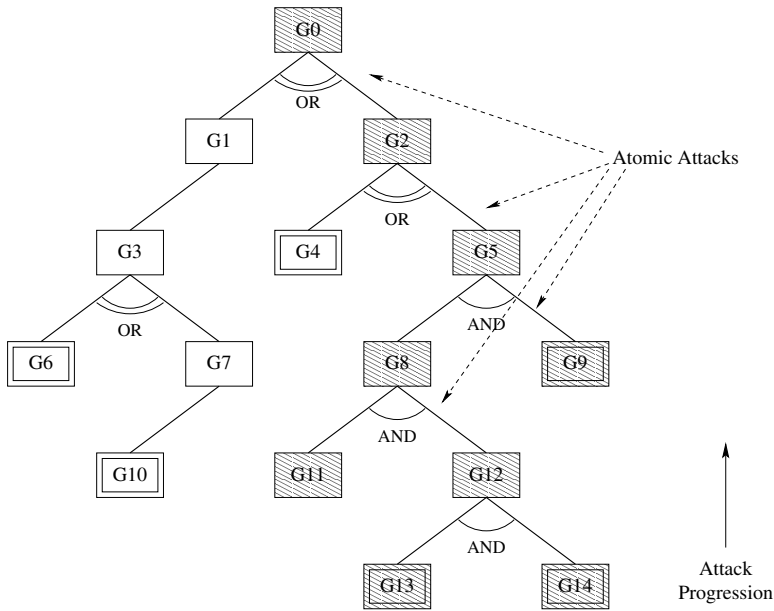 G0
OR
G1
G2
Atomic Attacks
OR
G3
G4
G5
OR
AND
G6
G7
G8
G9
AND
G10
G11
G12
AND
G13
G14
Attack
Progression